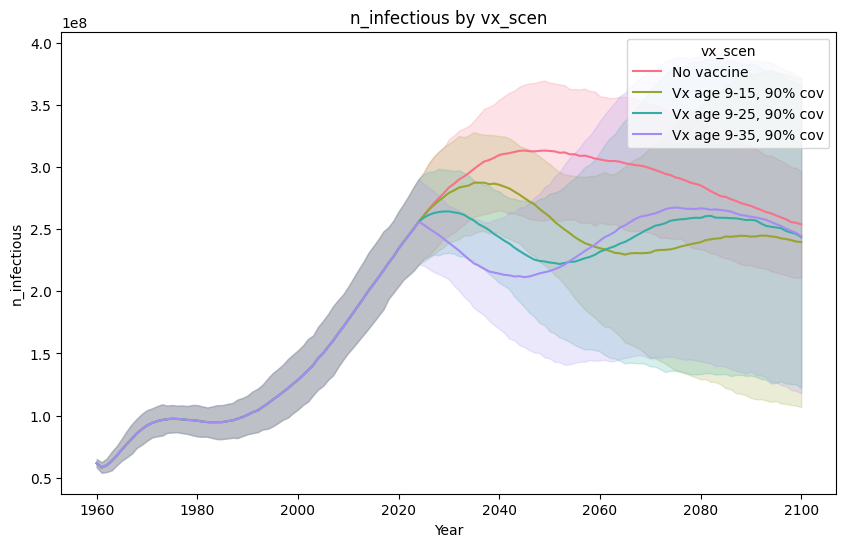 n_infectious by vx_scen
1e8
4.0
3.5
3.0
2.5
2.0
1.5
1.0
0.5
n_infectious
vx_scen
No vaccine
Vx age 9-15, 90% cov
Vx age 9-25, 90% cov
Vx age 9-35, 90% cov
1960 1980 2000 2020 2040 2060 2080 2100
Year